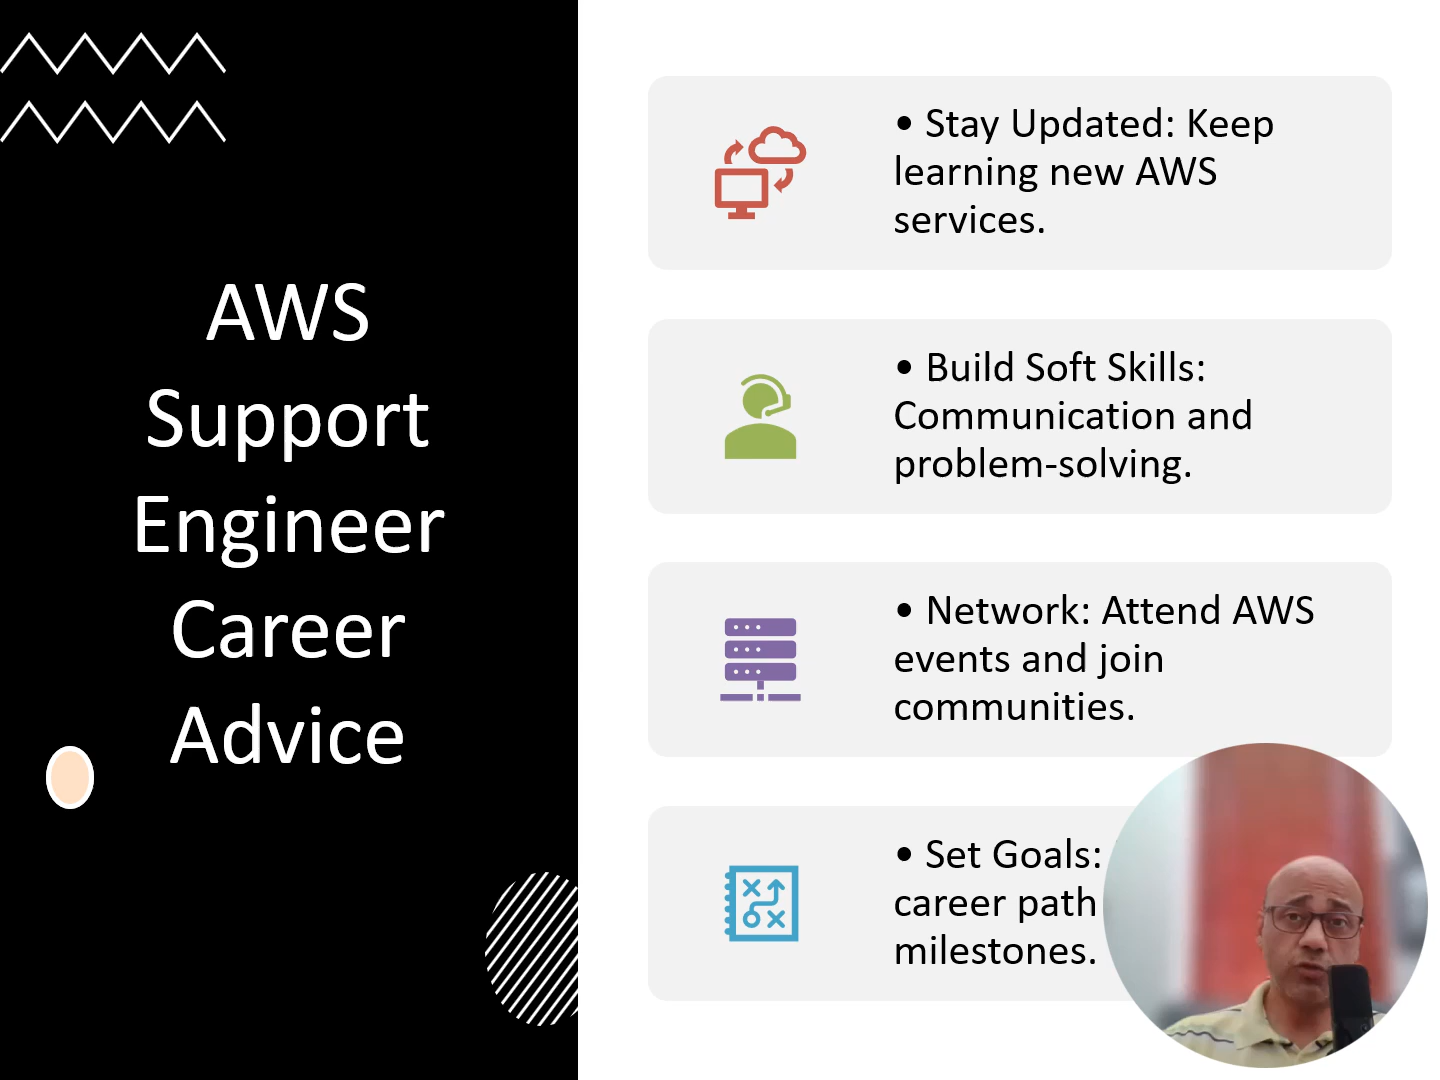 AWS
Support
Engineer
Career
Advice
• Stay Updated: Keep
learning new AWS
services.
• Build Soft Skills:
Communication and
problem-solving.
• Network: Attend AWS
events and join
communities.
• Set Goals:
career path
milestones.